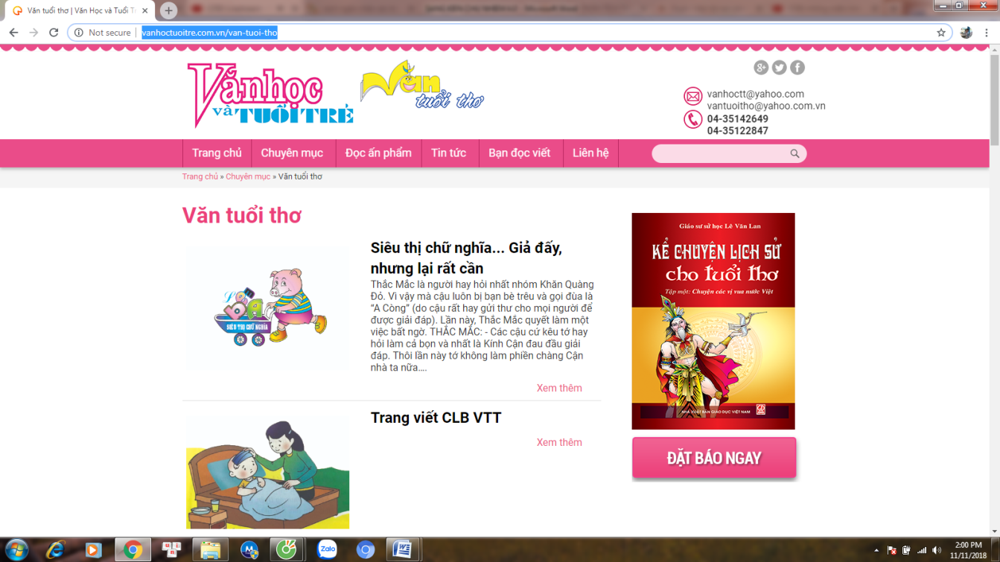 Văn tuổi thơ | Văn Học và Tuổi Tr
Not secure
vanhoctuoitre.com.vn/van-tuoi-tho
Văn học
và TUỔI TRẺ
Văn
tuổi thơ
vanhoctt@yahoo.com
vantuoitho@yahoo.com.vn
04-35142649
04-35122847
Trang chủ
Chuyên mục
Đọc ấn phẩm
Tin tức
Bạn đọc viết
Liên hệ
Trang chủ » Chuyên mục » Văn tuổi thơ
Văn tuổi thơ
SIÊU THỊ CHỮ NGHĨA
Siêu thị chữ nghĩa... Giả đấy,
nhưng lại rất cần
Thắc Mắc là người hay hỏi nhất nhóm Khăn Quàng
Đỏ. Vì vậy mà cậu luôn bị bạn bè trêu và gọi đùa là
“A Còng” (do cậu rất hay gửi thư cho mọi người để
được giải đáp). Lần này, Thắc Mắc quyết làm một
việc bất ngờ. THẮC MẮC: - Các cậu cứ kêu tớ hay
hỏi làm cả bọn và nhất là Kính Cận đau đầu giải
đáp. Thôi lần này tớ không làm phiền chàng Cận
nhà ta nữa....
Xem thêm
Trang viết CLB VTT
Xem thêm
Giáo sư sử học Lê Văn Lan
KỂ CHUYỆN LỊCH SỬ
cho tuổi thơ
Tập một: Chuyện các vị vua nước Việt
NHÀ XUẤT BẢN GIÁO DỤC VIỆT NAM
ĐẶT BÁO NGAY
Zalo
2:00 PM
11/11/2018